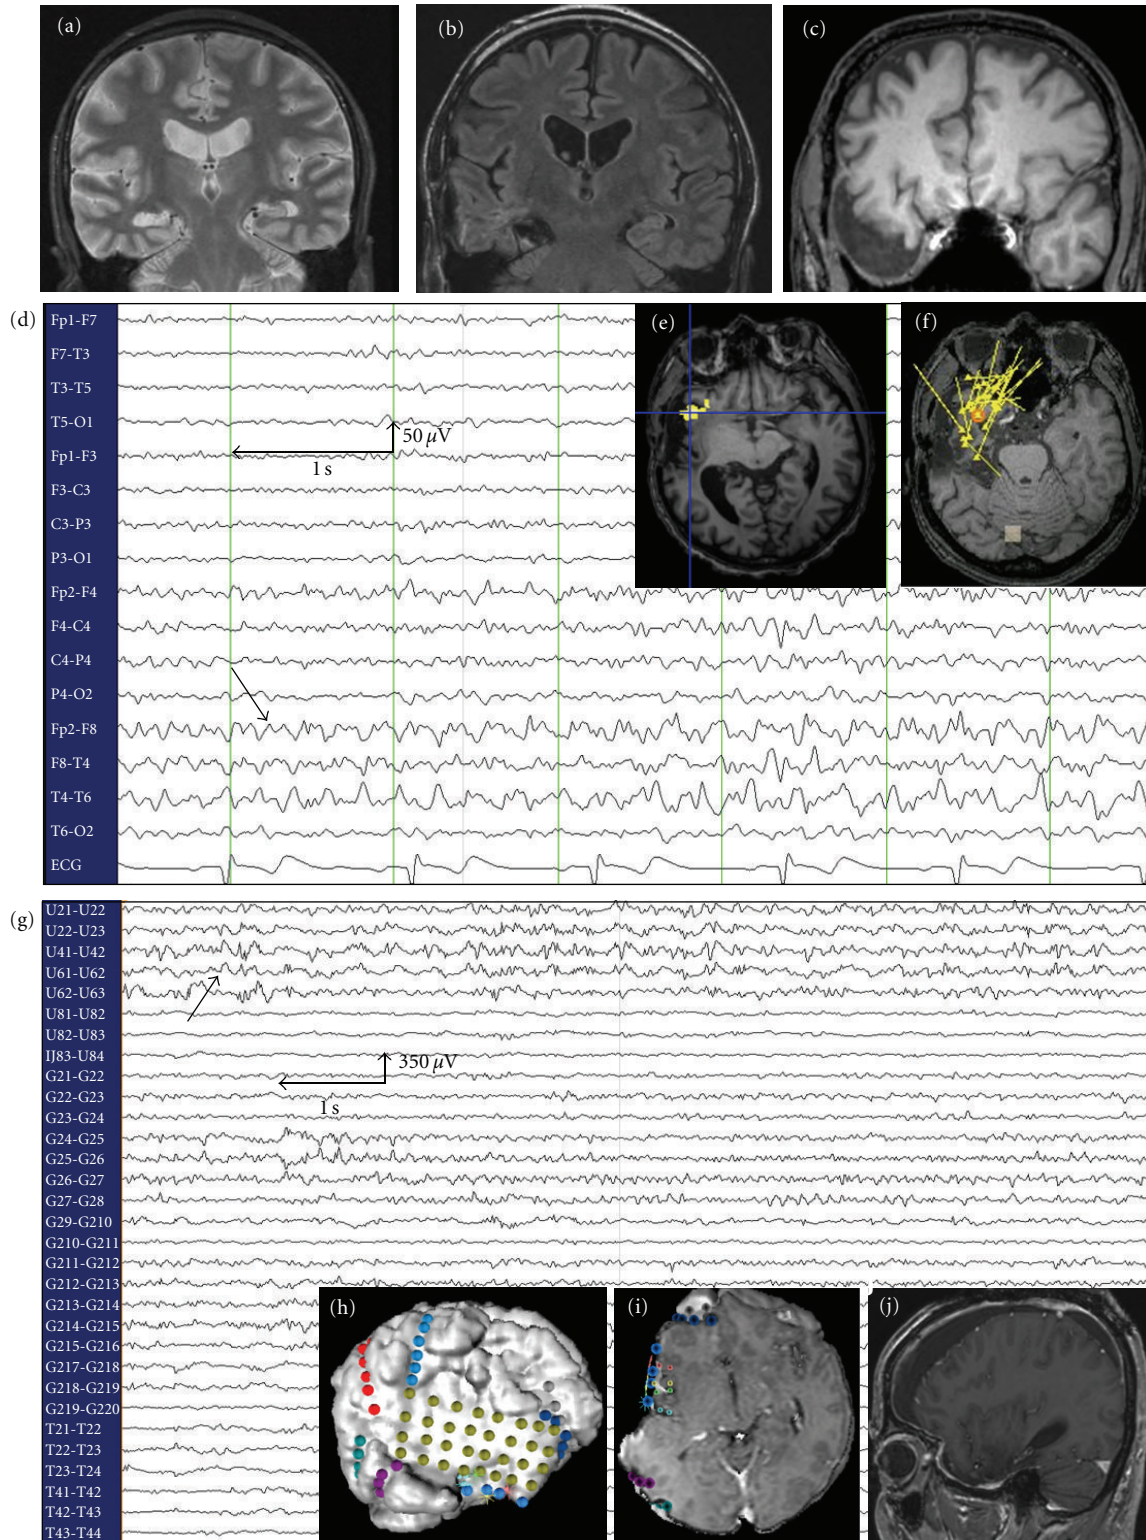 (a)
(b)
(c)
(d)
Fp1-F7
F7-T3
T3-T5
T5-O1
Fp1-F3
F3-C3
C3-P3
P3-O1
Fp2-F4
F4-C4
C4-P4
P4-O2
Fp2-F8
F8-T4
T4-T6
T6-O2
ECG
50 μV
1 s
(e)
(f)
(g)
U21-U22
U22-U23
U41-U42
U61-U62
U62-U63
U81-U82
U82-U83
IJ83-U84
G21-G22
G22-G23
G23-G24
G24-G25
G25-G26
G26-G27
G27-G28
G29-G210
G210-G211
G211-G212
G212-G213
G213-G214
G214-G215
G215-G216
G217-G218
G218-G219
G219-G220
T21-T22
T22-T23
T23-T24
T41-T42
T42-T43
T43-T44
350 μV
1 s
(h)
(i)
(j)